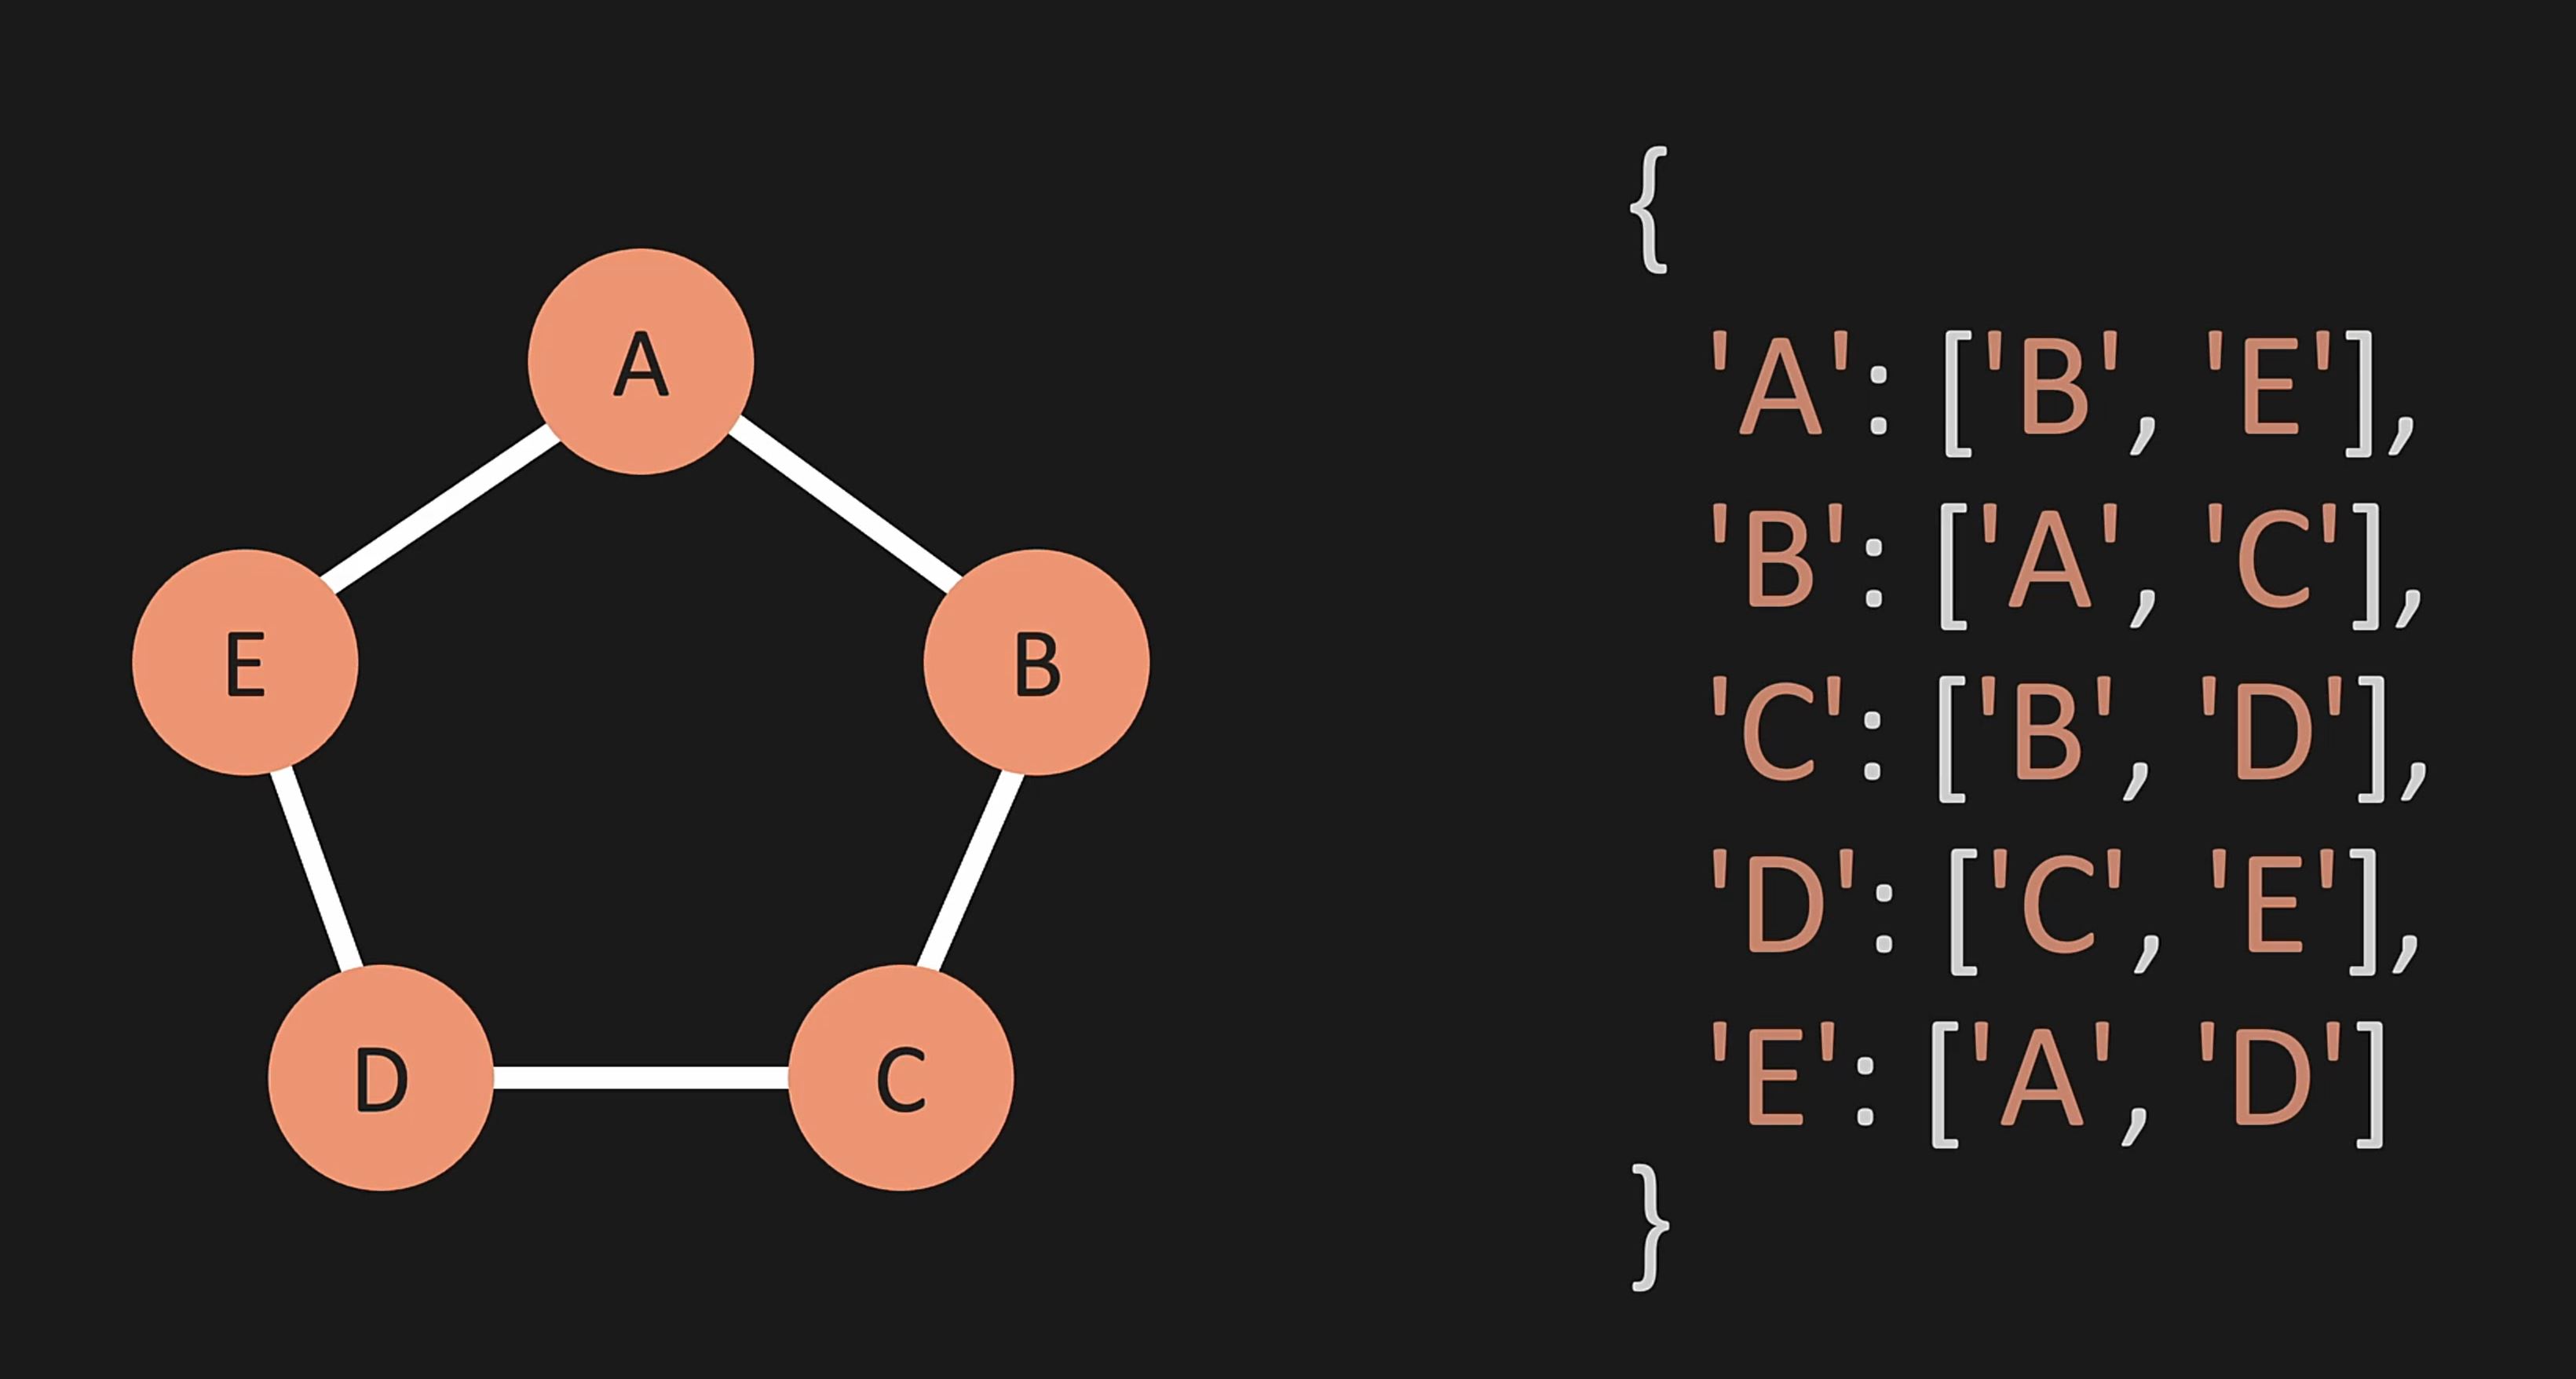 A
E
B
D
C
{
'A': ['B', 'E'],
'B': ['A', 'C'],
'C': ['B', 'D'],
'D': ['C', 'E'],
'E': ['A', 'D']
}